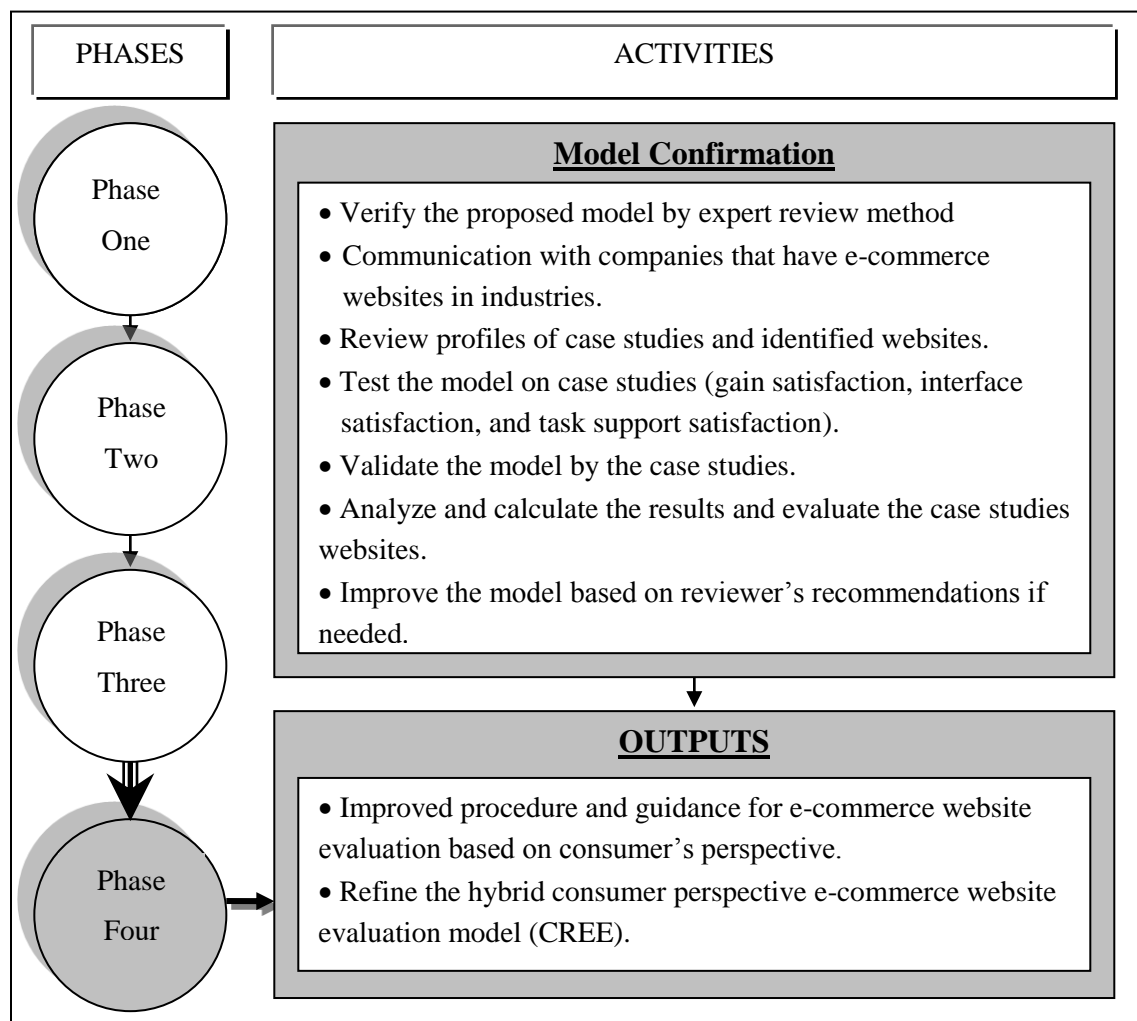 PHASES
ACTIVITIES
Phase
One
Phase
Two
Phase
Three
Phase
Four
Model Confirmation
• Verify the proposed model by expert review method
• Communication with companies that have e-commerce
websites in industries.
• Review profiles of case studies and identified websites.
• Test the model on case studies (gain satisfaction, interface
satisfaction, and task support satisfaction).
• Validate the model by the case studies.
• Analyze and calculate the results and evaluate the case studies
websites.
• Improve the model based on reviewer’s recommendations if
needed.
OUTPUTS
• Improved procedure and guidance for e-commerce website
evaluation based on consumer’s perspective.
• Refine the hybrid consumer perspective e-commerce website
evaluation model (CREE).